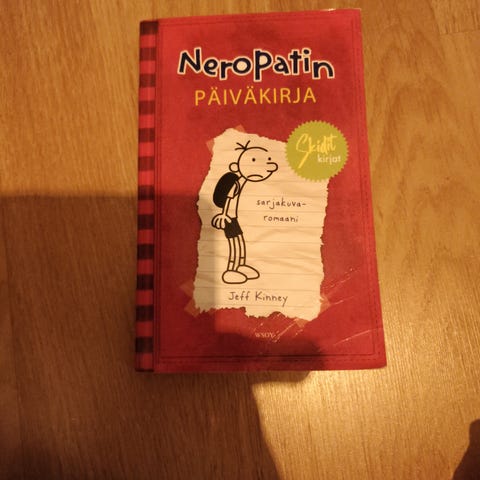 Neropatin
PÄIVÄKIRJA
Skidit
kirjat
sarjakuva-
romaani
Jeff Kinney
WSOY